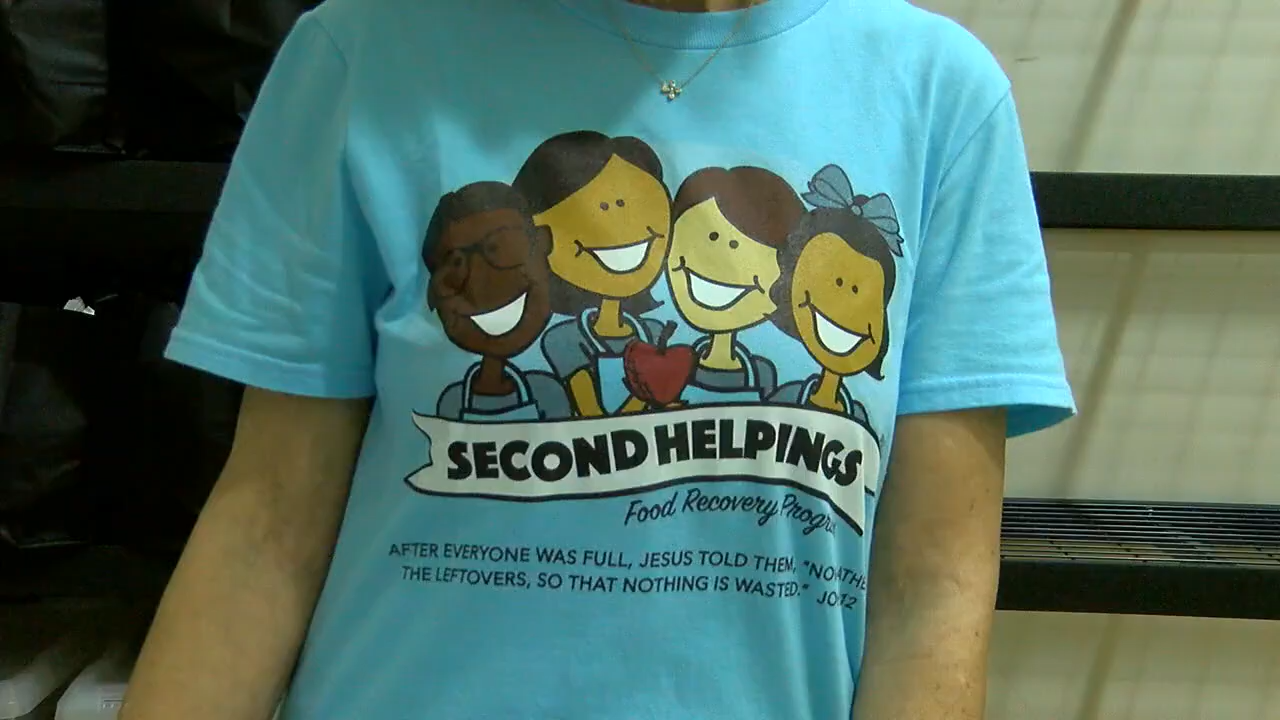 SECOND HELPINGS
Food Recovery
AFTER EVERYONE WAS FULL, JESUS TOLD THEM,
THE LEFTOVERS, SO THAT NOTHING IS WASTED."